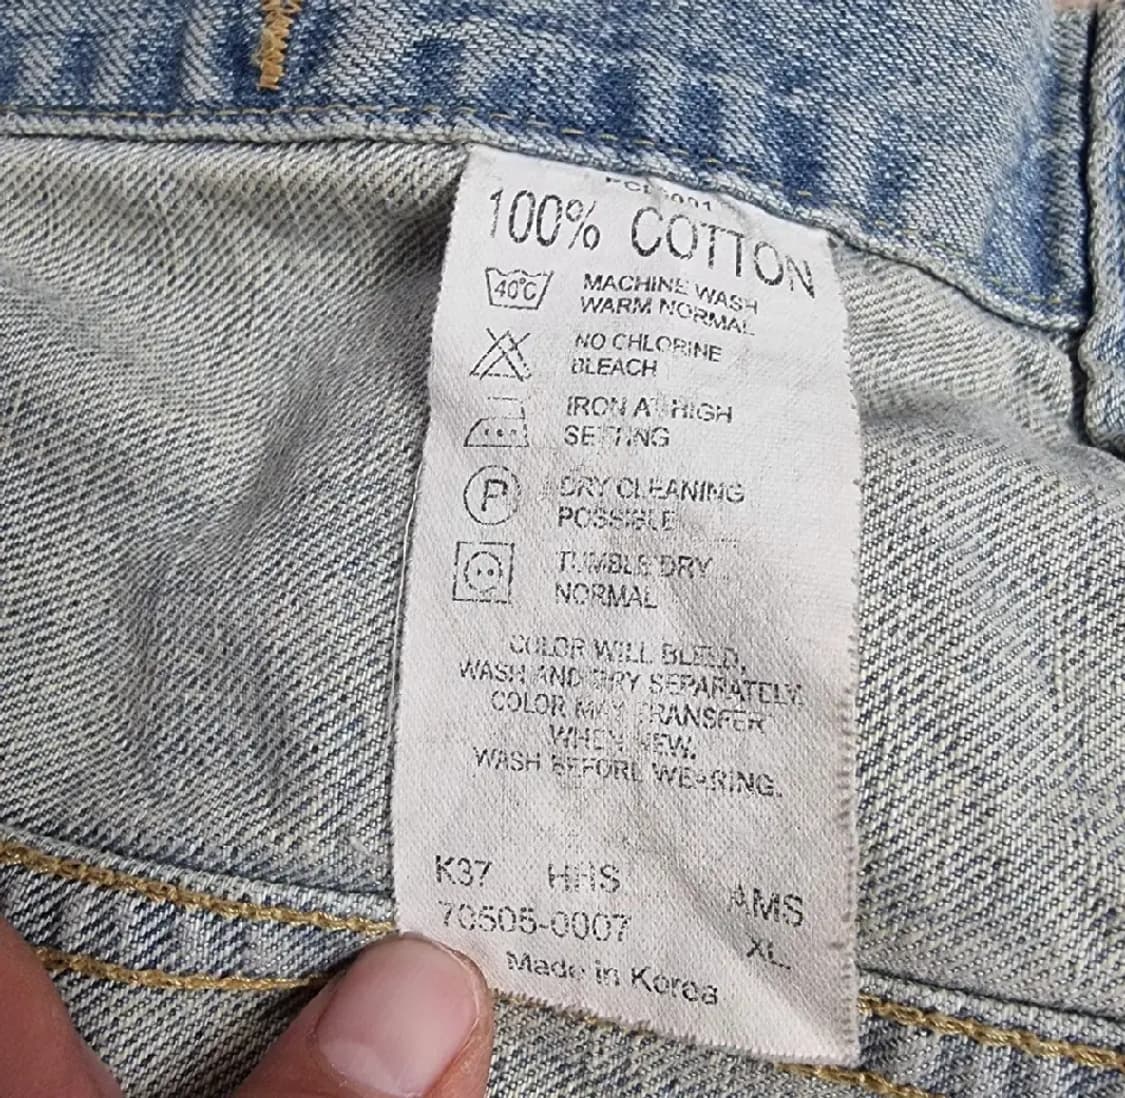 100% COTTON
40°C MACHINE WASH
WARM NORMAL
NO CHLORINE
BLEACH
IRON AT HIGH
SETTING
P DRY CLEANING
POSSIBLE
TUMBLE DRY
NORMAL
COLOR WILL BLEED,
WASH AND DRY SEPARATELY.
COLOR MAY TRANSFER
WHEN NEW.
WASH BEFORE WEARING.
K37 HHS AMS
70505-0007 XL
Made in Korea